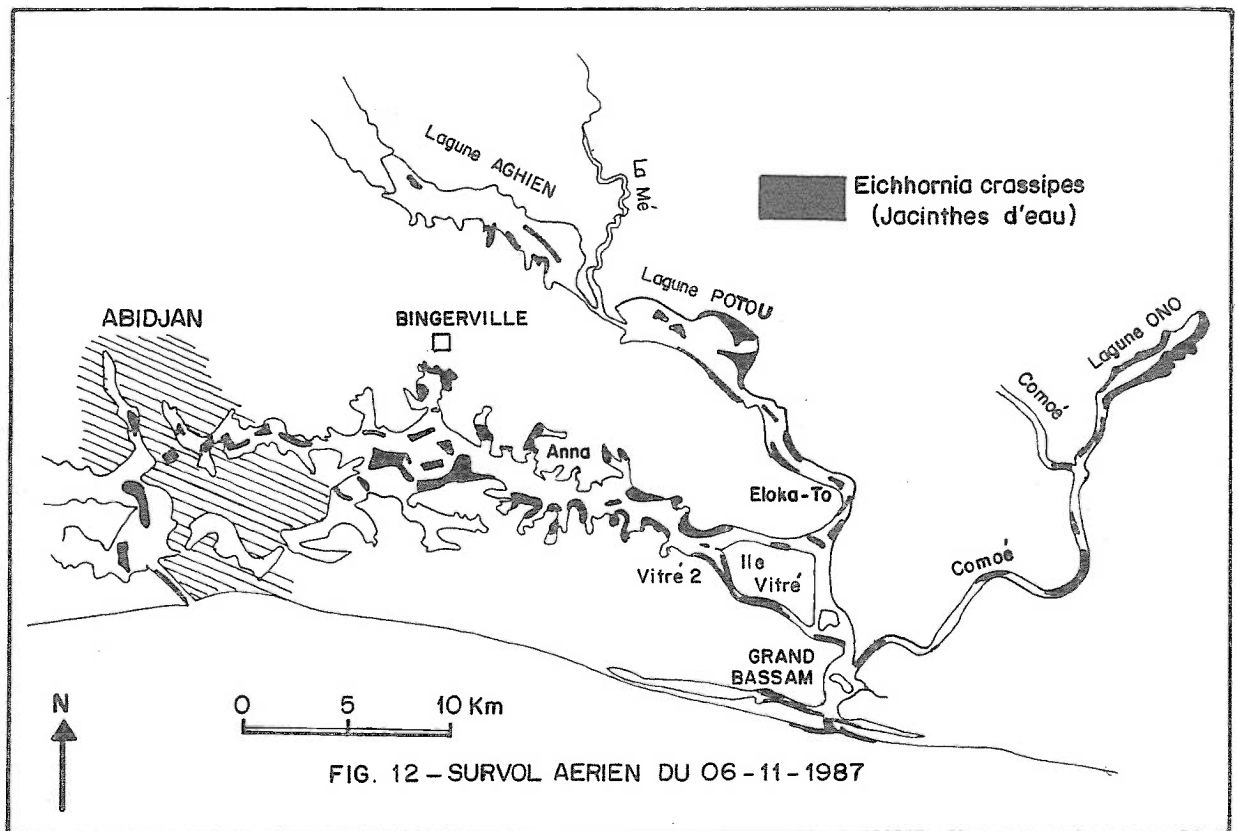 Lagune AGHIEN
La Mé
Eichhornia crassipes
(Jacinthes d'eau)
Lagune POTOU
ABIDJAN
BINGERVILLE
Lagune ONO
Comoé
Anna
Eloka-To
Comoé
Vitré 2
Ile
Vitré
GRAND
BASSAM
N
0 5 10 Km
FIG. 12 – SURVOL AERIEN DU 06-11-1987